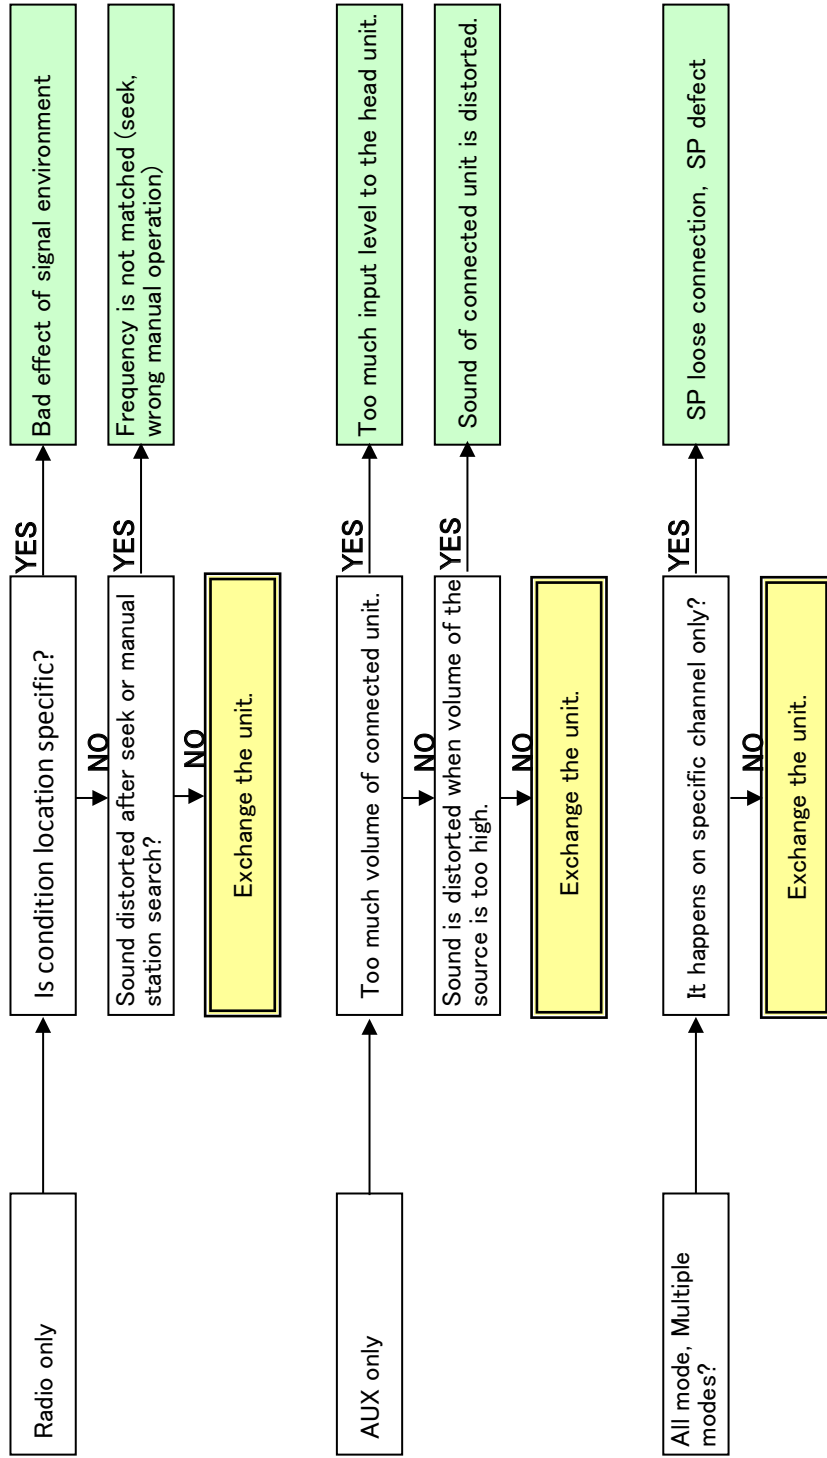 Radio only
Is condition location specific?
YES
Bad effect of signal environment
NO
Sound distorted after seek or manual
station search?
YES
Frequency is not matched (seek,
wrong manual operation)
NO
Exchange the unit.
AUX only
Too much volume of connected unit.
YES
Too much input level to the head unit.
NO
Sound is distorted when volume of the
source is too high.
YES
Sound of connected unit is distorted.
NO
Exchange the unit.
All mode, Multiple
modes?
It happens on specific channel only?
YES
SP loose connection, SP defect
NO
Exchange the unit.